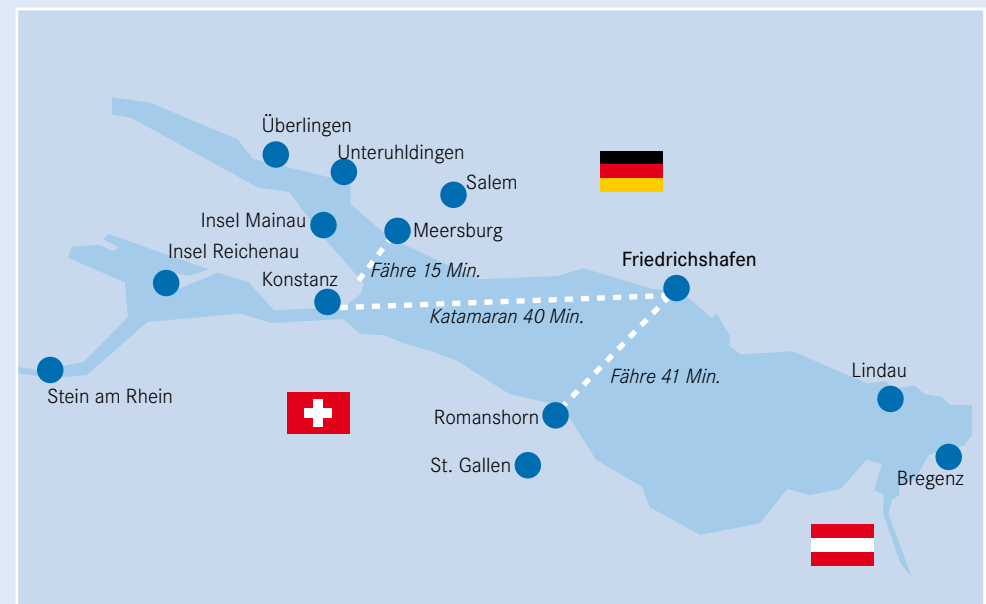 Überlingen
Unteruhldingen
Salem
Insel Mainau
Meersburg
Insel Reichenau
Fähre 15 Min.
Konstanz
Friedrichshafen
Katamaran 40 Min.
Fähre 41 Min.
Lindau
Stein am Rhein
Romanshorn
St. Gallen
Bregenz